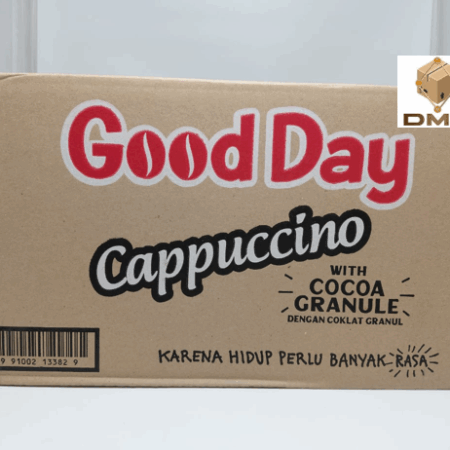 DM
Good Day
Cappuccino
WITH
COCOA
GRANULE
DENGAN COKLAT GRANUL
KARENA HIDUP PERLU BANYAK RASA
9 91002 13382 9